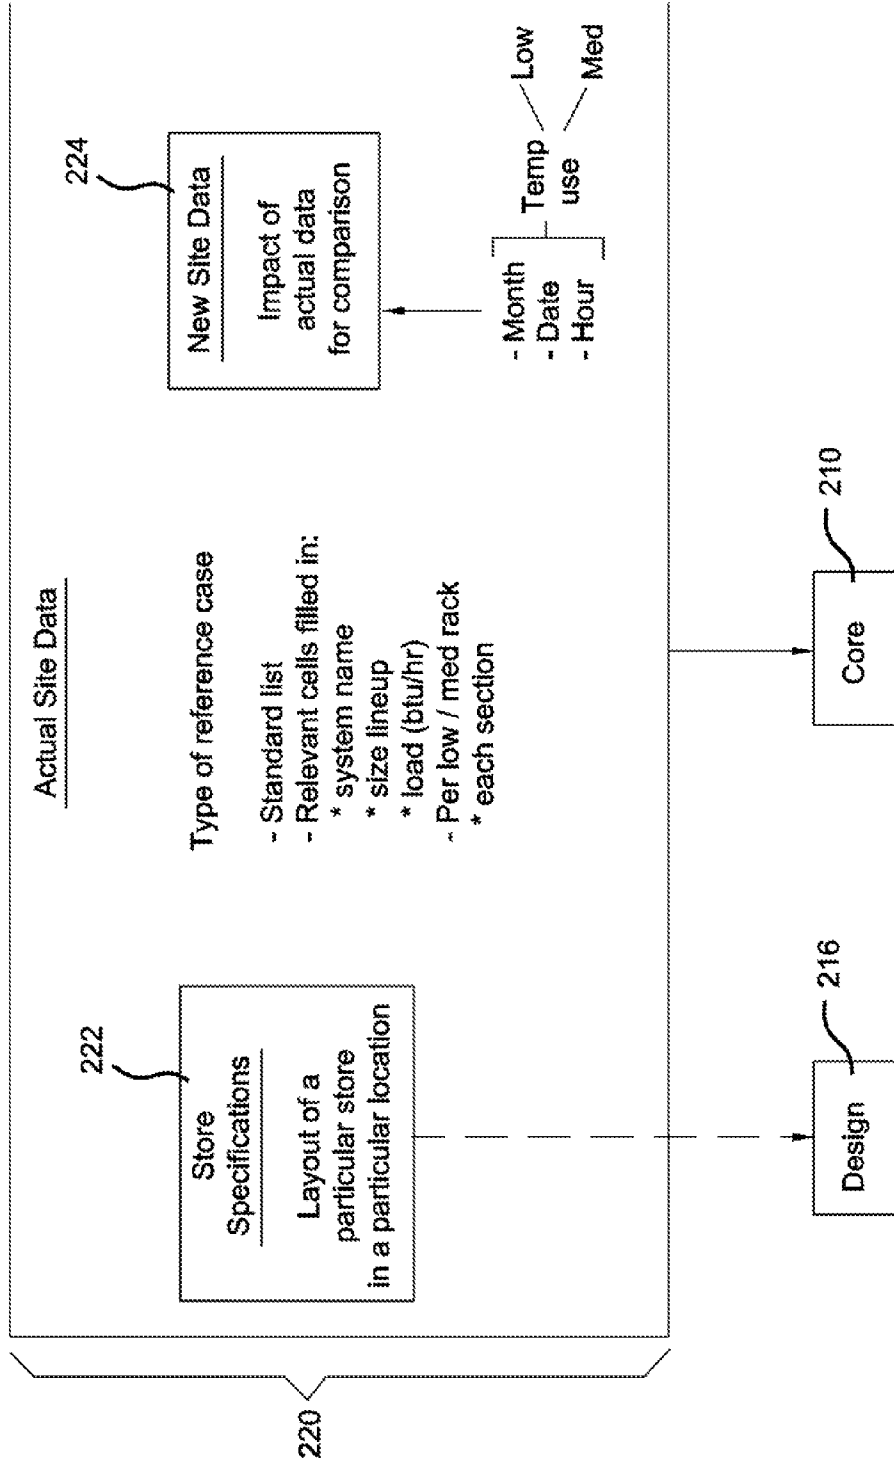 Actual Site Data
220
222
Store
Specifications
Layout of a
particular store
in a particular location
Type of reference case
- Standard list
- Relevant cells filled in:
* system name
* size lineup
* load (btu/hr)
- Per low / med rack
* each section
224
New Site Data
Impact of
actual data
for comparison
- Month
- Date
- Hour
Temp
use
Low
Med
Design
216
Core
210